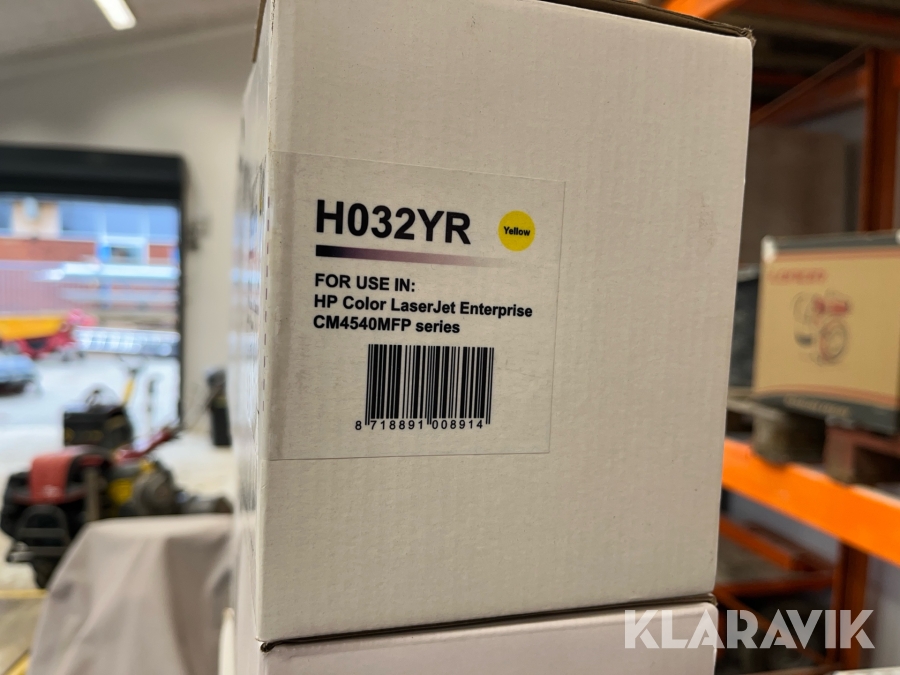 H032YR
Yellow
FOR USE IN:
HP Color LaserJet Enterprise
CM4540MFP series
8 718891 008914
KLARAVIK